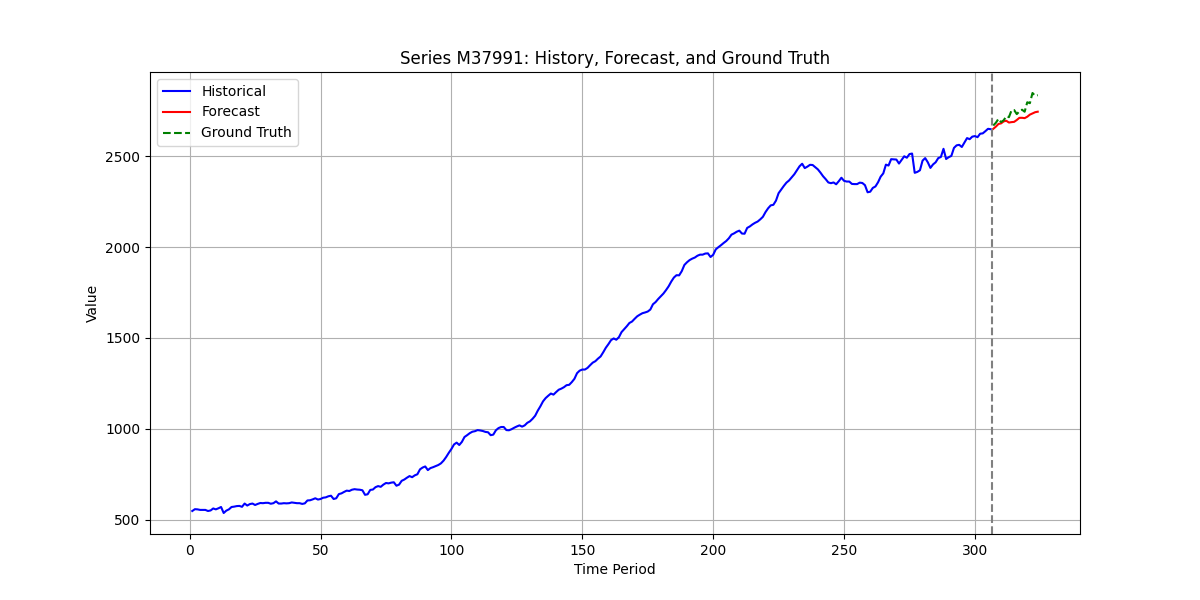 Series M37991: History, Forecast, and Ground Truth
Historical
Forecast
Ground Truth
2500
2000
1500
1000
500
Value
0 50 100 150 200 250 300
Time Period